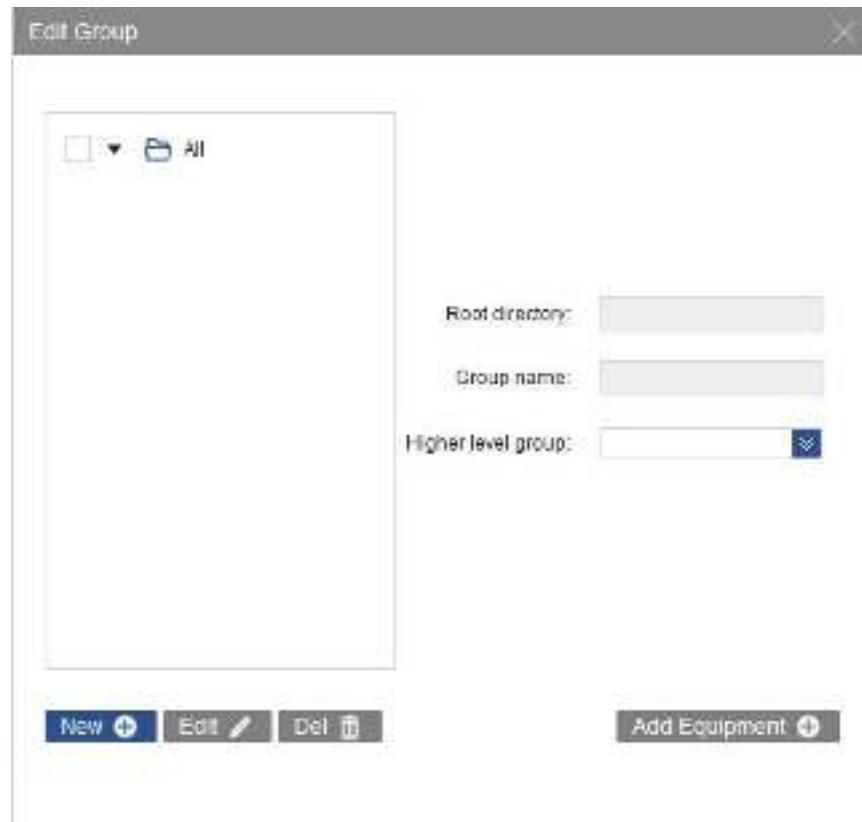 Edit Group
All
Root directory:
Group name:
Higher level group:
New
Edit
Del
Add Equipment